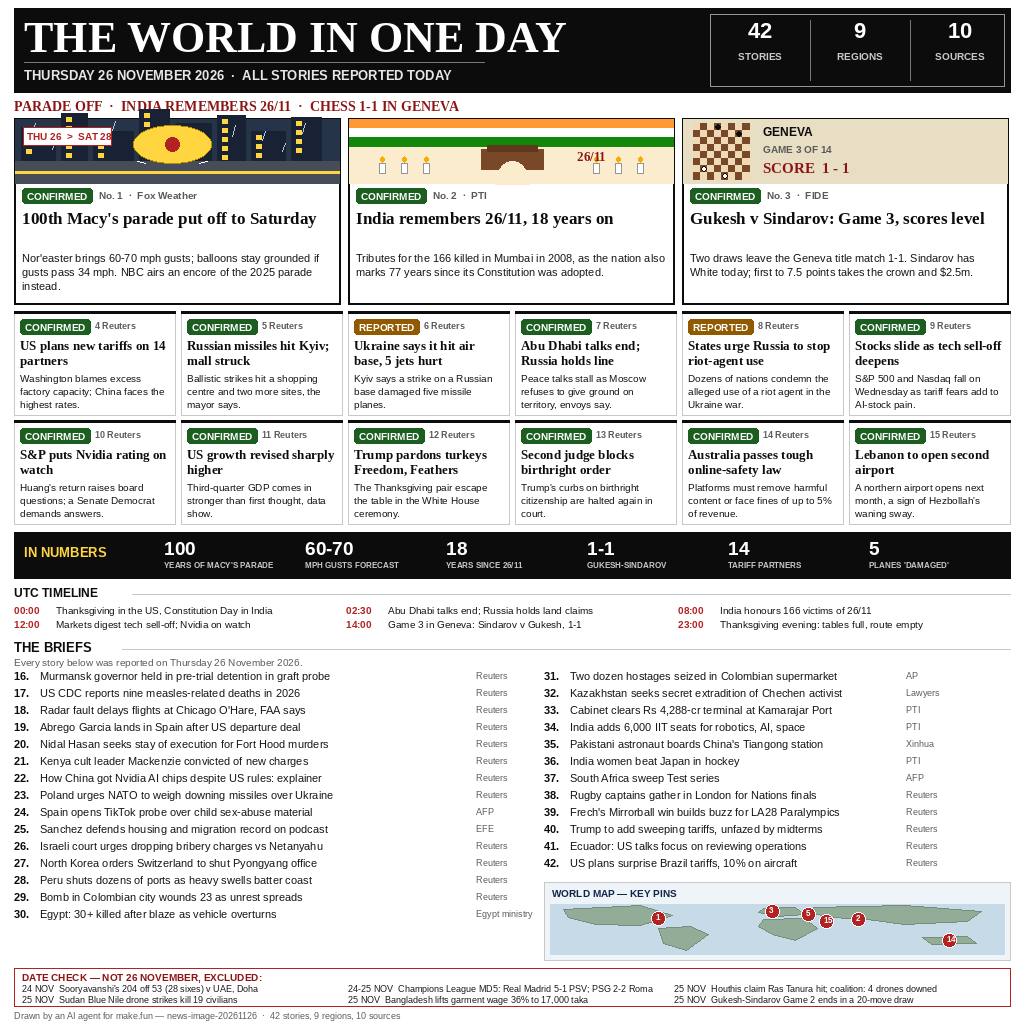 THE WORLD IN ONE DAY
THURSDAY 26 NOVEMBER 2026 · ALL STORIES REPORTED TODAY
42
STORIES
9
REGIONS
10
SOURCES
PARADE OFF · INDIA REMEMBERS 26/11 · CHESS 1-1 IN GENEVA
THU 26 > SAT 28
CONFIRMED No. 1 · Fox Weather
100th Macy's parade put off to Saturday
Nor'easter brings 60-70 mph gusts; balloons stay grounded if
gusts pass 34 mph. NBC airs an encore of the 2025 parade
instead.
26/11
CONFIRMED No. 2 · PTI
India remembers 26/11, 18 years on
Tributes for the 166 killed in Mumbai in 2008, as the nation also
marks 77 years since its Constitution was adopted.
GENEVA
GAME 3 OF 14
SCORE 1 - 1
CONFIRMED No. 3 · FIDE
Gukesh v Sindarov: Game 3, scores level
Two draws leave the Geneva title match 1-1. Sindarov has
White today; first to 7.5 points takes the crown and $2.5m.
CONFIRMED 4 Reuters
US plans new tariffs on 14
partners
Washington blames excess
factory capacity; China faces the
highest rates.
CONFIRMED 5 Reuters
Russian missiles hit Kyiv;
mall struck
Ballistic strikes hit a shopping
centre and two more sites, the
mayor says.
REPORTED 6 Reuters
Ukraine says it hit air
base, 5 jets hurt
Kyiv says a strike on a Russian
base damaged five missile
planes.
CONFIRMED 7 Reuters
Abu Dhabi talks end;
Russia holds line
Peace talks stall as Moscow
refuses to give ground on
territory, envoys say.
REPORTED 8 Reuters
States urge Russia to stop
riot-agent use
Dozens of nations condemn the
alleged use of a riot agent in the
Ukraine war.
CONFIRMED 9 Reuters
Stocks slide as tech sell-off
deepens
S&P 500 and Nasdaq fall on
Wednesday as tariff fears add to
AI-stock pain.
CONFIRMED 10 Reuters
S&P puts Nvidia rating on
watch
Huang's return raises board
questions; a Senate Democrat
demands answers.
CONFIRMED 11 Reuters
US growth revised sharply
higher
Third-quarter GDP comes in
stronger than first thought, data
show.
CONFIRMED 12 Reuters
Trump pardons turkeys
Freedom, Feathers
The Thanksgiving pair escape
the table in the White House
ceremony.
CONFIRMED 13 Reuters
Second judge blocks
birthright order
Trump's curbs on birthright
citizenship are halted again in
court.
CONFIRMED 14 Reuters
Australia passes tough
online-safety law
Platforms must remove harmful
content or face fines of up to 5%
of revenue.
CONFIRMED 15 Reuters
Lebanon to open second
airport
A northern airport opens next
month, a sign of Hezbollah's
waning sway.
IN NUMBERS
100
YEARS OF MACY'S PARADE
60-70
MPH GUSTS FORECAST
18
YEARS SINCE 26/11
1-1
GUKESH-SINDAROV
14
TARIFF PARTNERS
5
PLANES 'DAMAGED'
UTC TIMELINE
00:00 Thanksgiving in the US, Constitution Day in India
02:30 Abu Dhabi talks end; Russia holds land claims
08:00 India honours 166 victims of 26/11
12:00 Markets digest tech sell-off; Nvidia on watch
14:00 Game 3 in Geneva: Sindarov v Gukesh, 1-1
23:00 Thanksgiving evening: tables full, route empty
THE BRIEFS
Every story below was reported on Thursday 26 November 2026.
16. Murmansk governor held in pre-trial detention in graft probe Reuters
17. US CDC reports nine measles-related deaths in 2026 Reuters
18. Radar fault delays flights at Chicago O'Hare, FAA says Reuters
19. Abrego Garcia lands in Spain after US departure deal Reuters
20. Nidal Hasan seeks stay of execution for Fort Hood murders Reuters
21. Kenya cult leader Mackenzie convicted of new charges Reuters
22. How China got Nvidia AI chips despite US rules: explainer Reuters
23. Poland urges NATO to weigh downing missiles over Ukraine Reuters
24. Spain opens TikTok probe over child sex-abuse material AFP
25. Sanchez defends housing and migration record on podcast EFE
26. Israeli court urges dropping bribery charges vs Netanyahu Reuters
27. North Korea orders Switzerland to shut Pyongyang office Reuters
28. Peru shuts dozens of ports as heavy swells batter coast Reuters
29. Bomb in Colombian city wounds 23 as unrest spreads Reuters
30. Egypt: 30+ killed after blaze as vehicle overturns Egypt ministry
31. Two dozen hostages seized in Colombian supermarket AP
32. Kazakhstan seeks secret extradition of Chechen activist Lawyers
33. Cabinet clears Rs 4,288-cr terminal at Kamarajar Port PTI
34. India adds 6,000 IIT seats for robotics, AI, space PTI
35. Pakistani astronaut boards China's Tiangong station Xinhua
36. India women beat Japan in hockey PTI
37. South Africa sweep Test series AFP
38. Rugby captains gather in London for Nations finals Reuters
39. Frech's Mirrorball win builds buzz for LA28 Paralympics Reuters
40. Trump to add sweeping tariffs, unfazed by midterms Reuters
41. Ecuador: US talks focus on reviewing operations Reuters
42. US plans surprise Brazil tariffs, 10% on aircraft Reuters
WORLD MAP — KEY PINS
1
3
5
15
2
14
DATE CHECK — NOT 26 NOVEMBER, EXCLUDED:
24 NOV Sooryavanshi's 204 off 53 (28 sixes) v UAE, Doha
24-25 NOV Champions League MD5: Real Madrid 5-1 PSV; PSG 2-2 Roma
25 NOV Houthis claim Ras Tanura hit; coalition: 4 drones downed
25 NOV Sudan Blue Nile drone strikes kill 19 civilians
25 NOV Bangladesh lifts garment wage 36% to 17,000 taka
25 NOV Gukesh-Sindarov Game 2 ends in a 20-move draw
Drawn by an AI agent for make.fun — news-image-20261126 · 42 stories, 9 regions, 10 sources